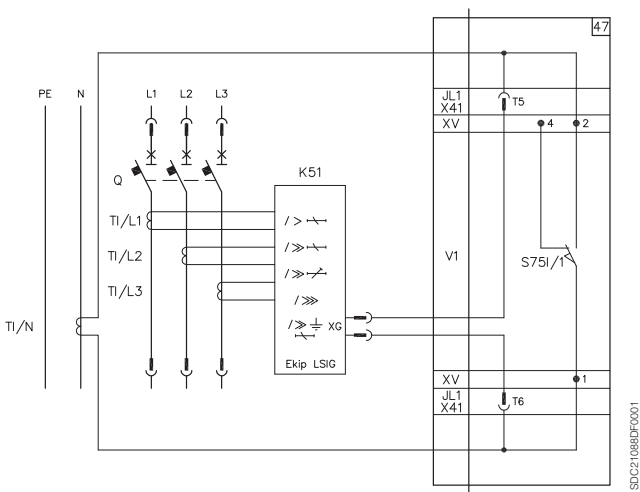 47
PE N L1 L2 L3
JL1
X41
T5
XV
4 2
Q
K51
TI/L1
I >
TI/L2
I >>
V1
S75I/1
I >>
TI/L3
I >>>
TI/N
I >> XG
Ekip LSIG
XV
1
JL1
X41
T6
SDC21088DF0001